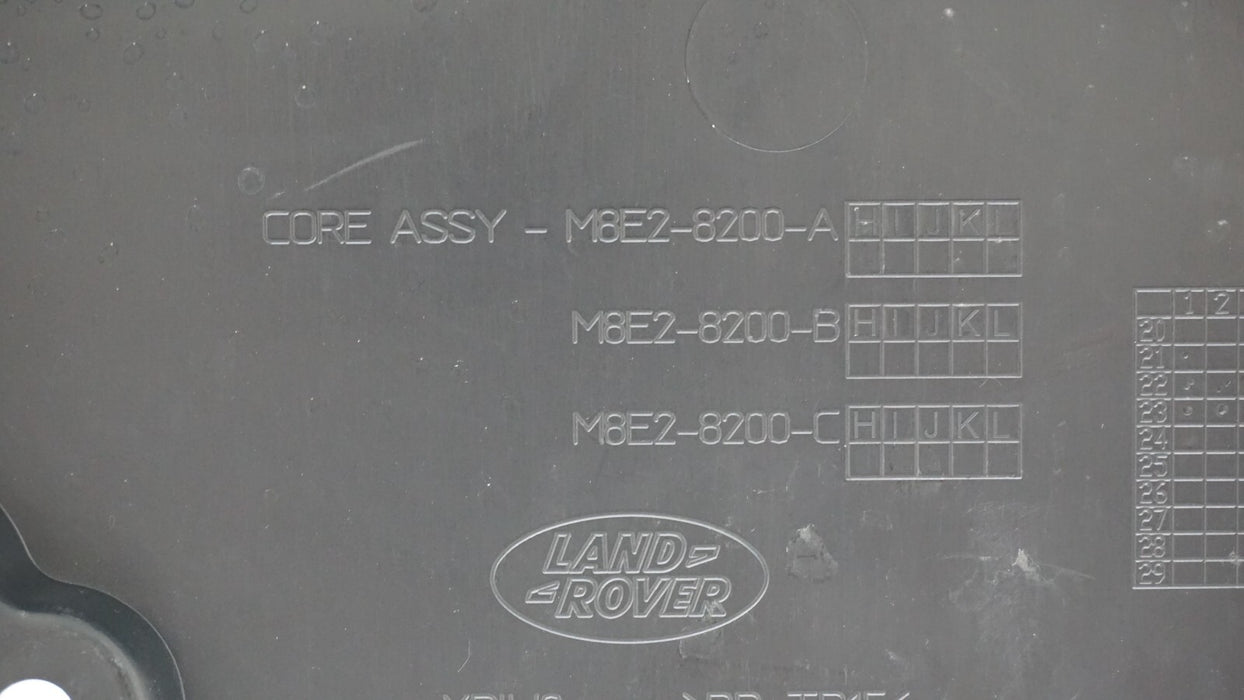 CORE ASSY - M8E2-8200-A H I J K L
M8E2-8200-B H I J K L
M8E2-8200-C H I J K L
LAND
ROVER
1 2
20
21
22
23
24
25
26
27
28
29